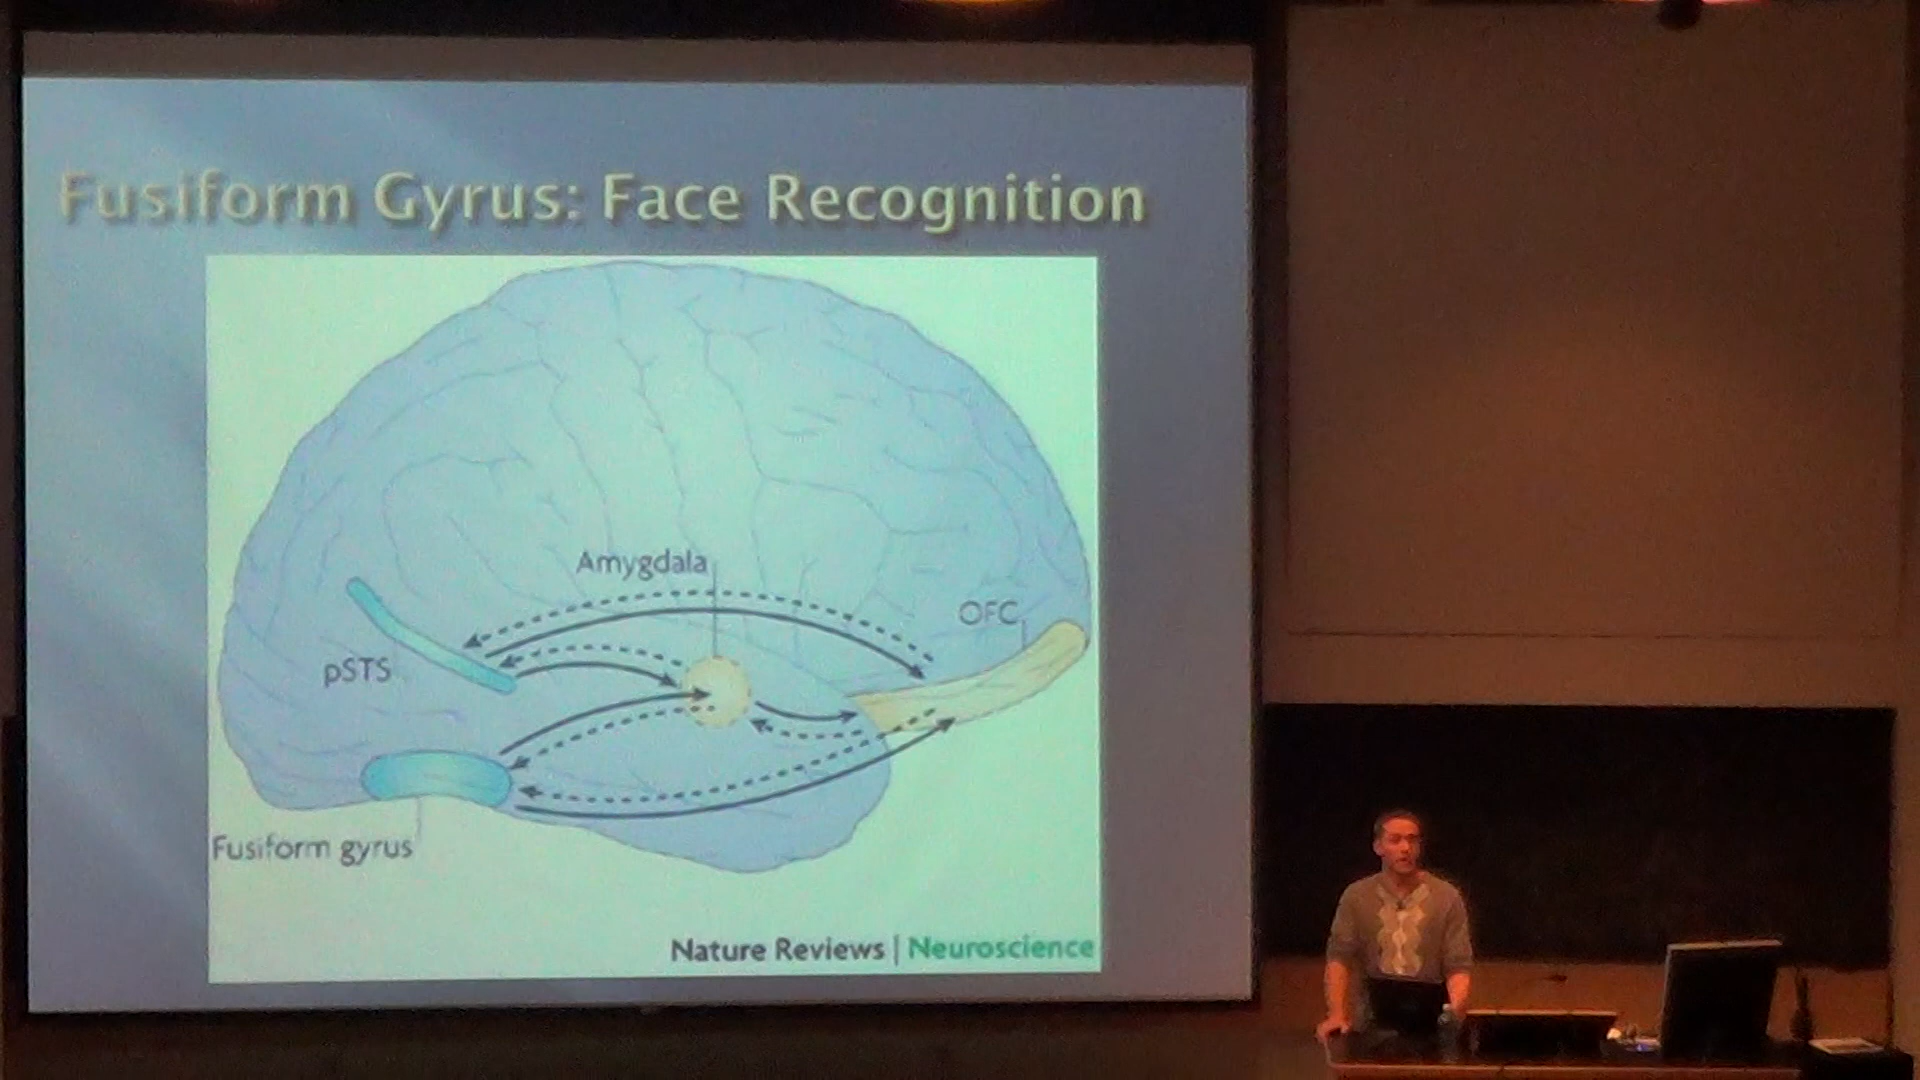 Fusiform Gyrus: Face Recognition
Amygdala
OFC
pSTS
Fusiform gyrus
Nature Reviews | Neuroscience